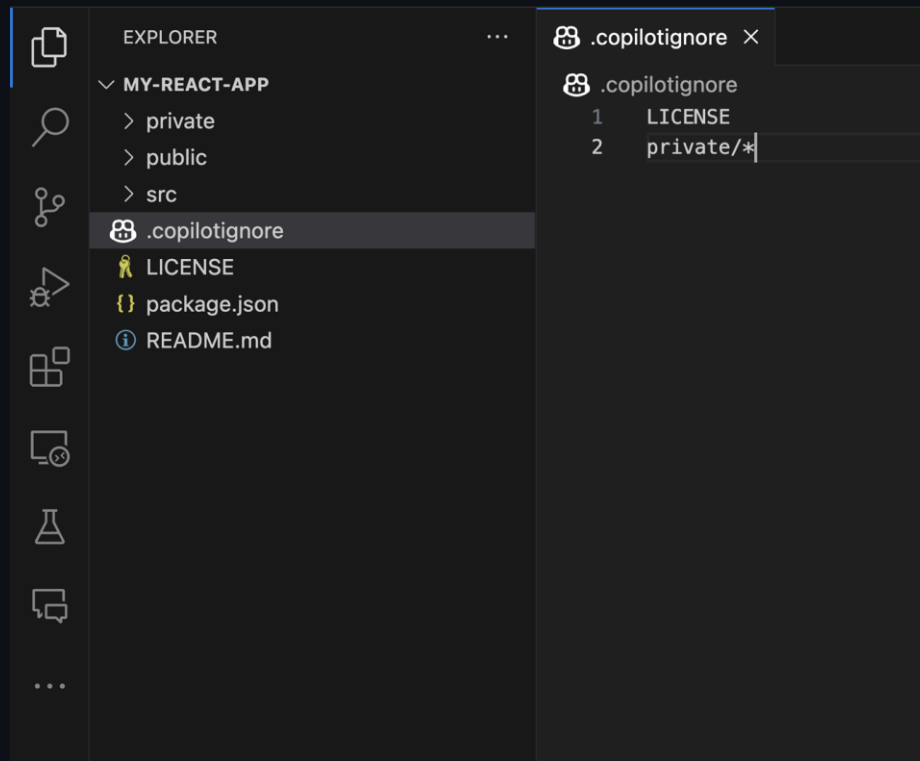 EXPLORER
MY-REACT-APP
private
public
src
.copilotignore
LICENSE
package.json
README.md
.copilotignore
.copilotignore
1 LICENSE
2 private/*